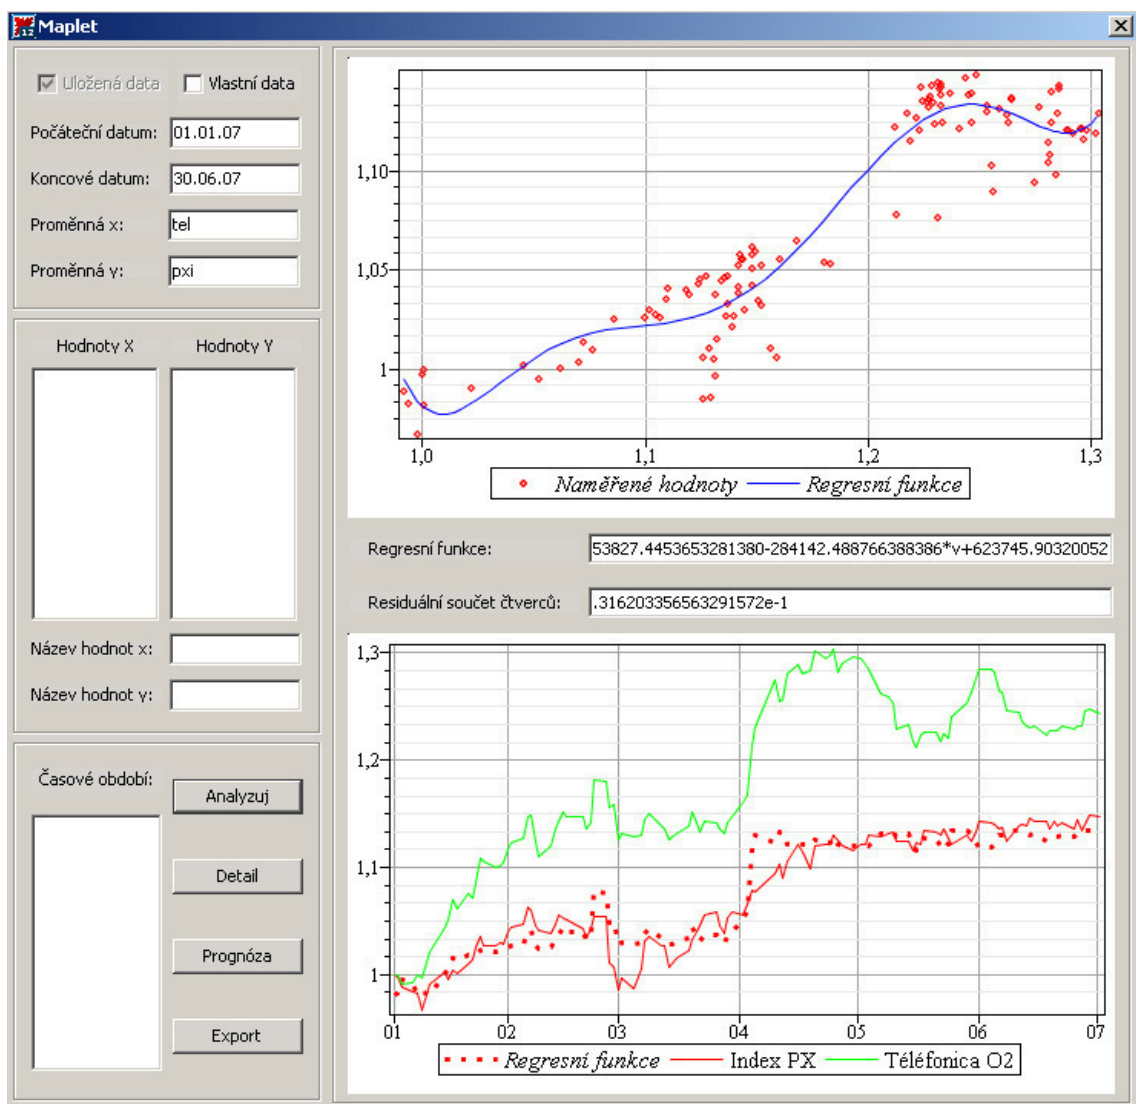 Maplet
Uložená data Vlastní data
Počáteční datum: 01.01.07
Koncové datum: 30.06.07
Proměnná x: tel
Proměnná y: pxi
Hodnoty X Hodnoty Y
Název hodnot x:
Název hodnot y:
Časové období:
Analyzuj
Detail
Prognóza
Export
1,10
1,05
1
1,0 1,1 1,2 1,3
Naměřené hodnoty Regresní funkce
Regresní funkce: 53827.4453653281380-284142.488766388386*v+623745.90320052
Residuální součet čtverců: .316203356563291572e-1
1,3
1,2
1,1
1
01 02 03 04 05 06 07
Regresní funkce Index PX Téléfonica O2